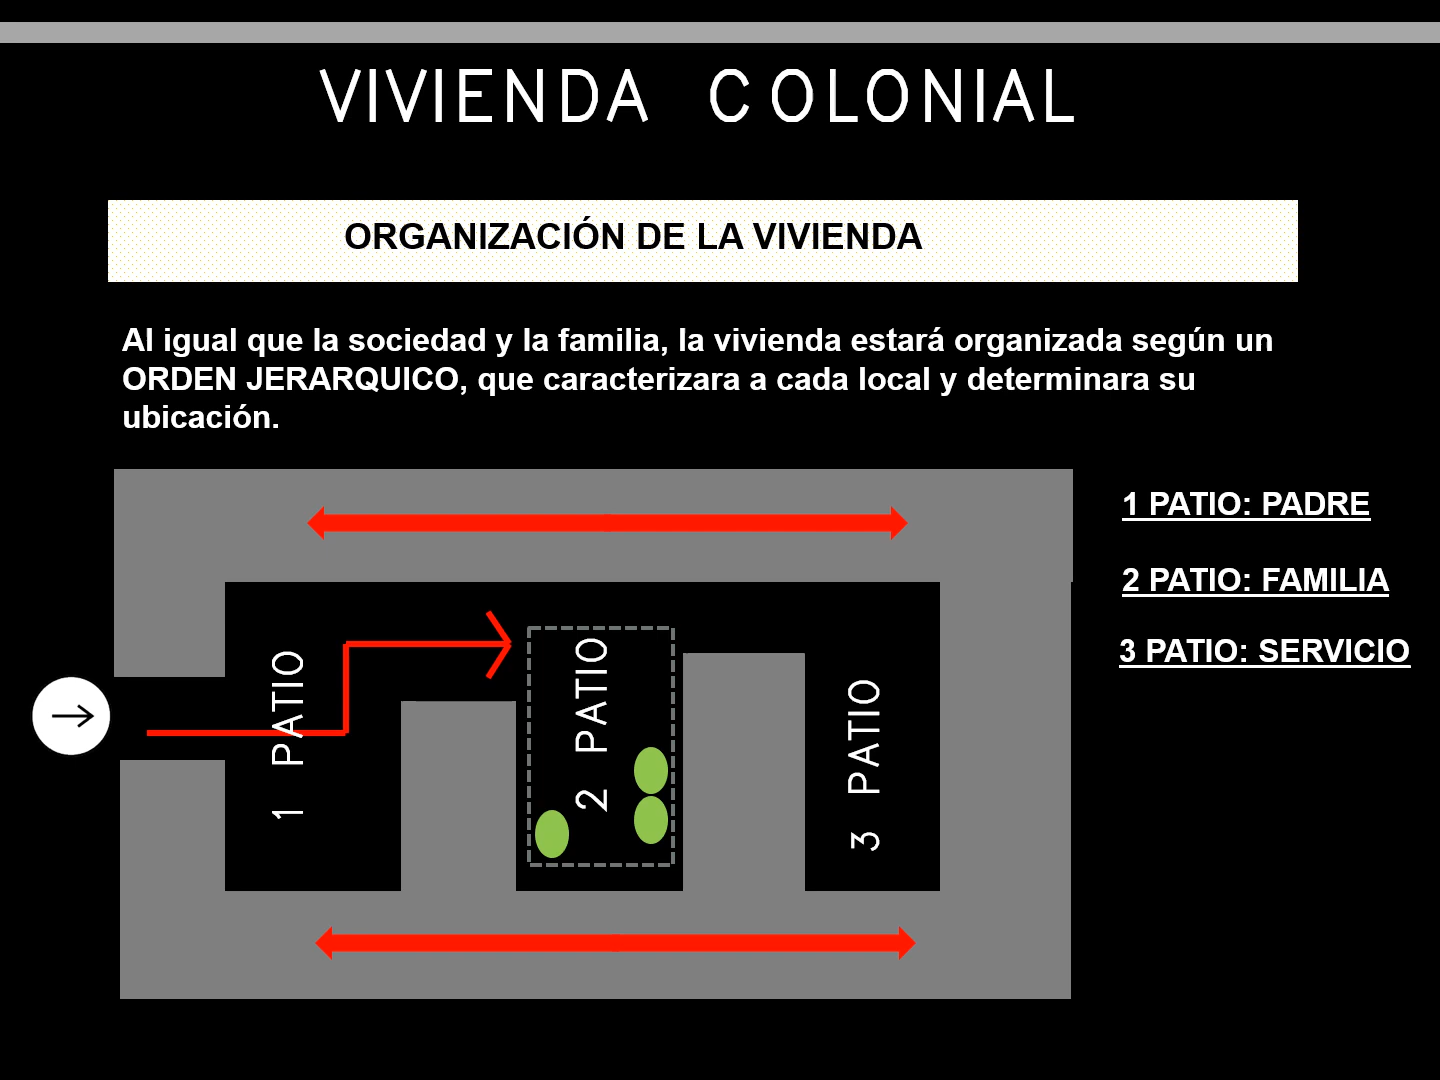 VIVIENDA COLONIAL
ORGANIZACIÓN DE LA VIVIENDA
Al igual que la sociedad y la familia, la vivienda estará organizada según un
ORDEN JERARQUICO, que caracterizara a cada local y determinara su
ubicación.
1 PATIO: PADRE
2 PATIO: FAMILIA
3 PATIO: SERVICIO
1 PATIO
2 PATIO
3 PATIO